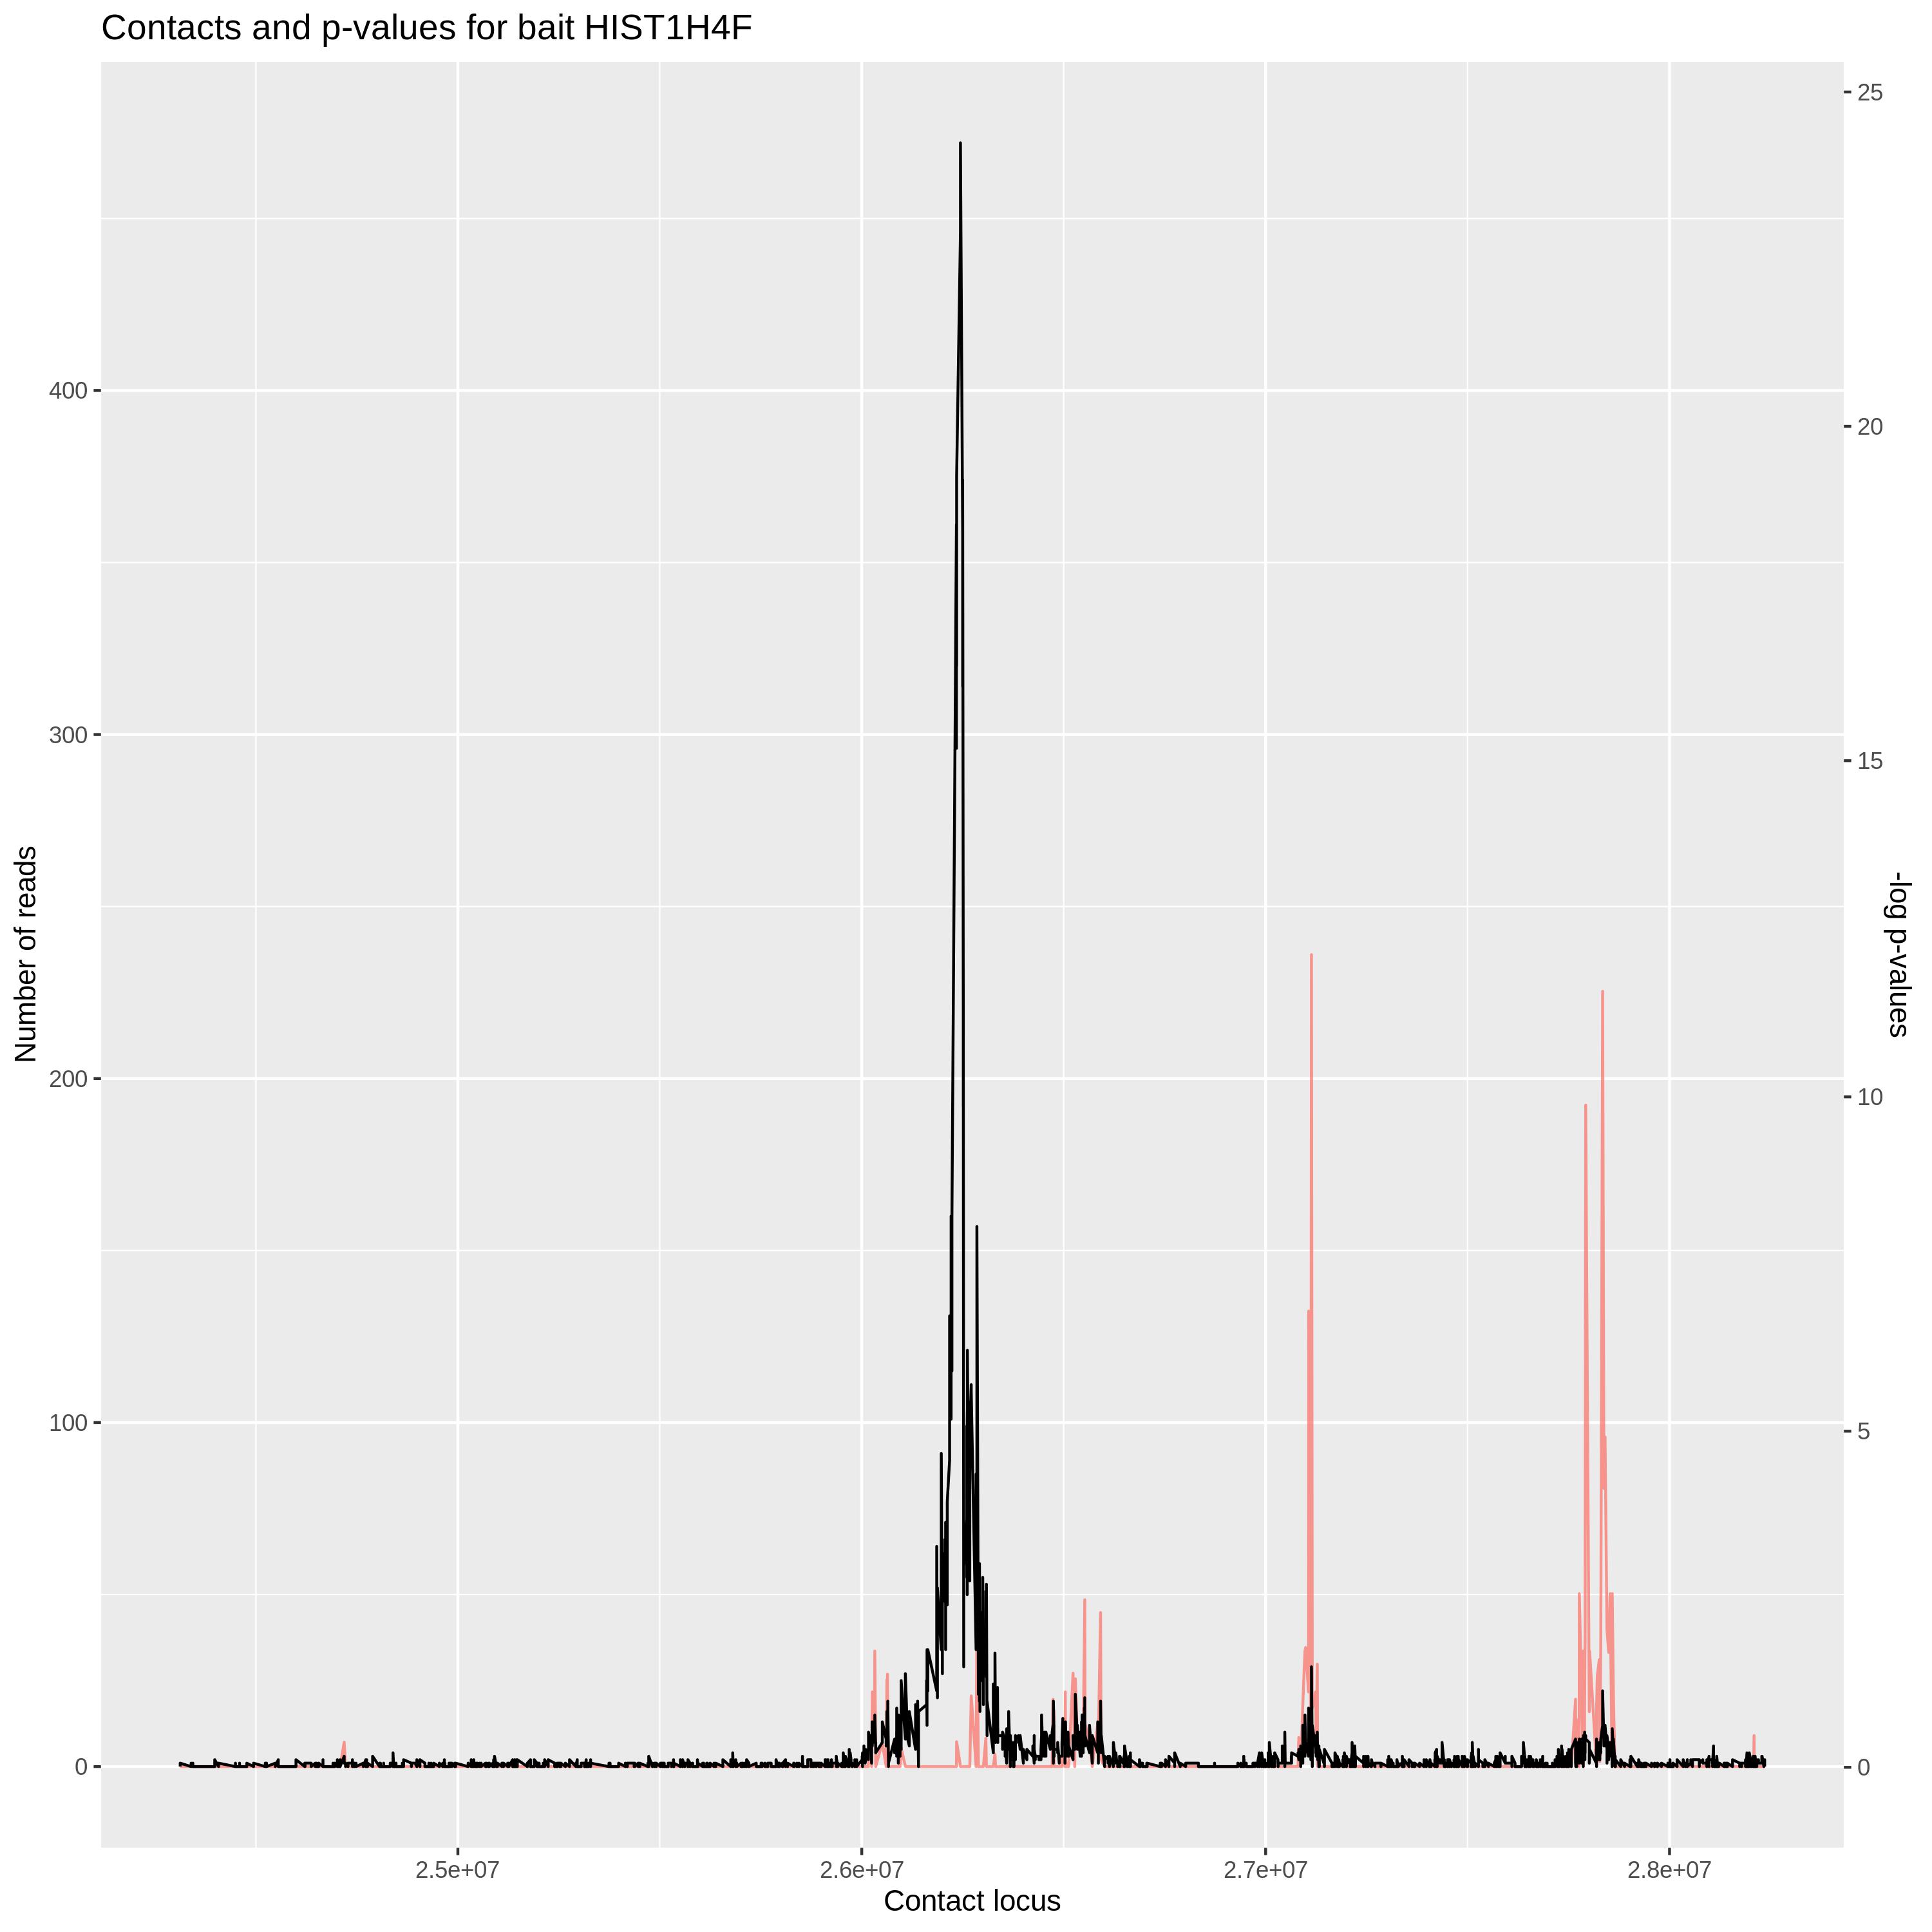 Contacts and p-values for bait HIST1H4F
25
400
20
300
15
Number of reads
-log p-values
200
10
100
5
0
0
2.5e+07
2.6e+07
2.7e+07
2.8e+07
Contact locus